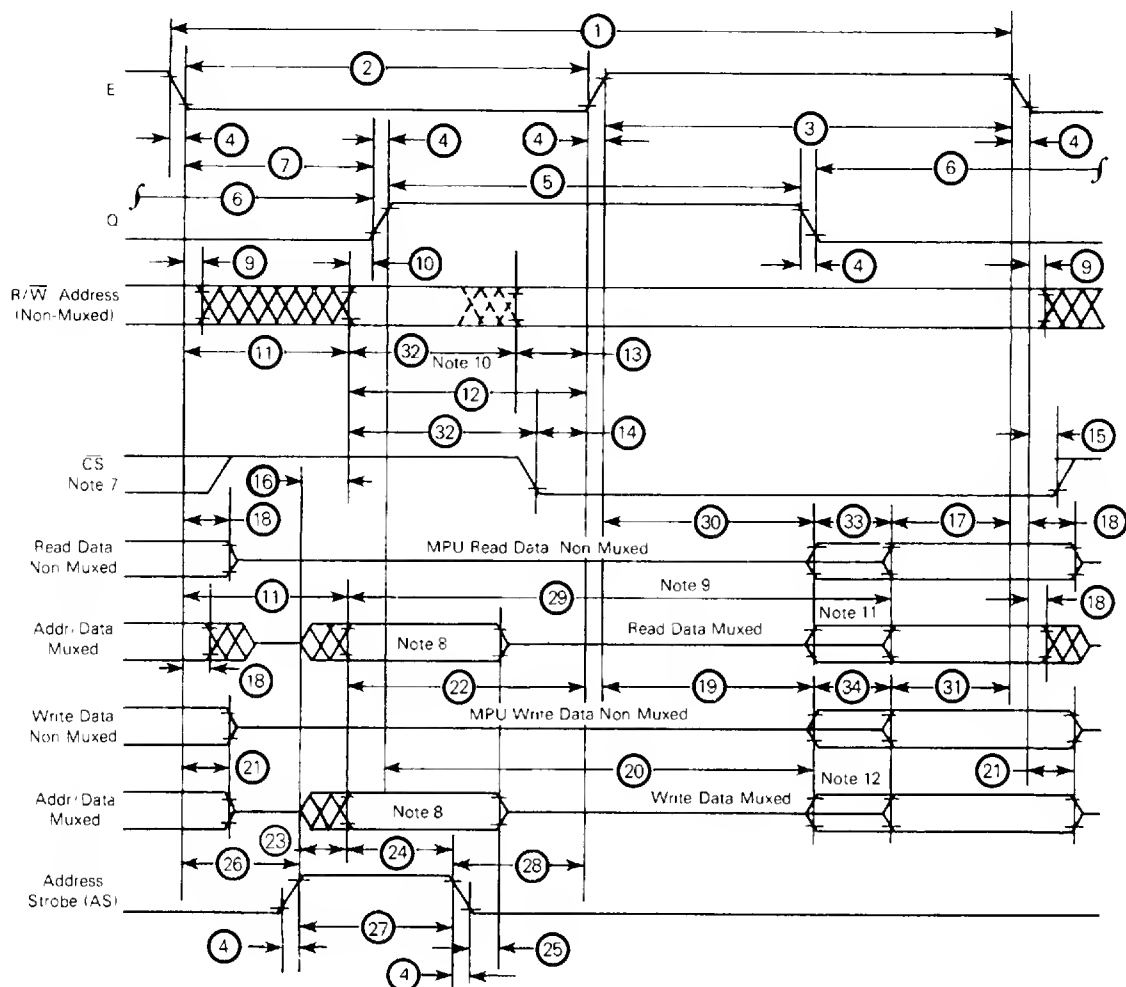 1
2
E
3
4 4 4 4
7
5
6 6
Q
4
9 10 9
R/W Address
(Non-Muxed)
11 32 13
Note 10
12
32 14 15
CS
Note 7
16
18 30 33 17 18
Read Data
Non Muxed
MPU Read Data Non Muxed
Note 9
11 29 18
Note 11
Addr/Data
Muxed
Note 8
Read Data Muxed
18 22 19 34 31
Write Data
Non Muxed
MPU Write Data Non Muxed
21 20 Note 12 21
Addr/Data
Muxed
Note 8
Write Data Muxed
23 24
26 28
Address
Strobe (AS)
27
4 25
4